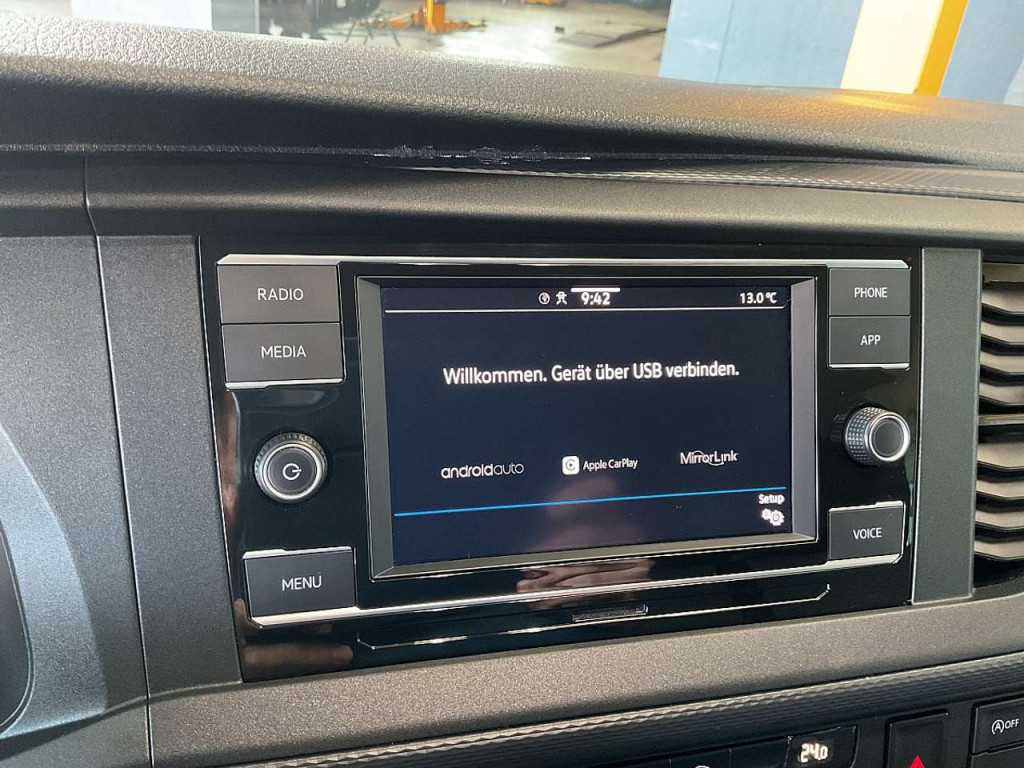 RADIO
MEDIA
MENU
9:42
13.0 °C
Willkommen. Gerät über USB verbinden.
androidauto
Apple CarPlay
MirrorLink
Setup
PHONE
APP
VOICE
24.0
A OFF